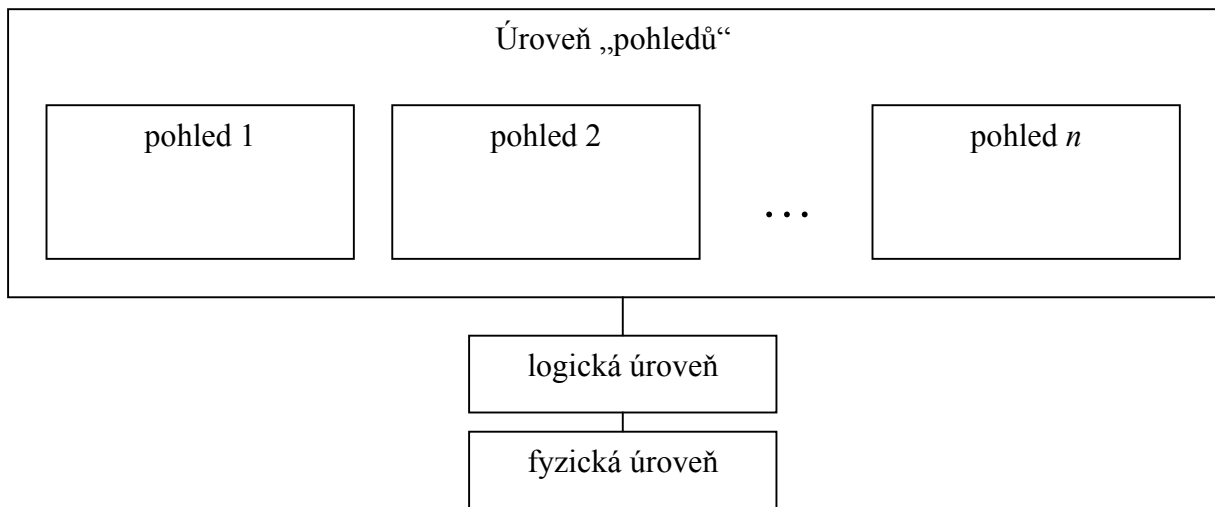 Úroveň „pohledů“
pohled 1
pohled 2
...
pohled n
logická úroveň
fyzická úroveň